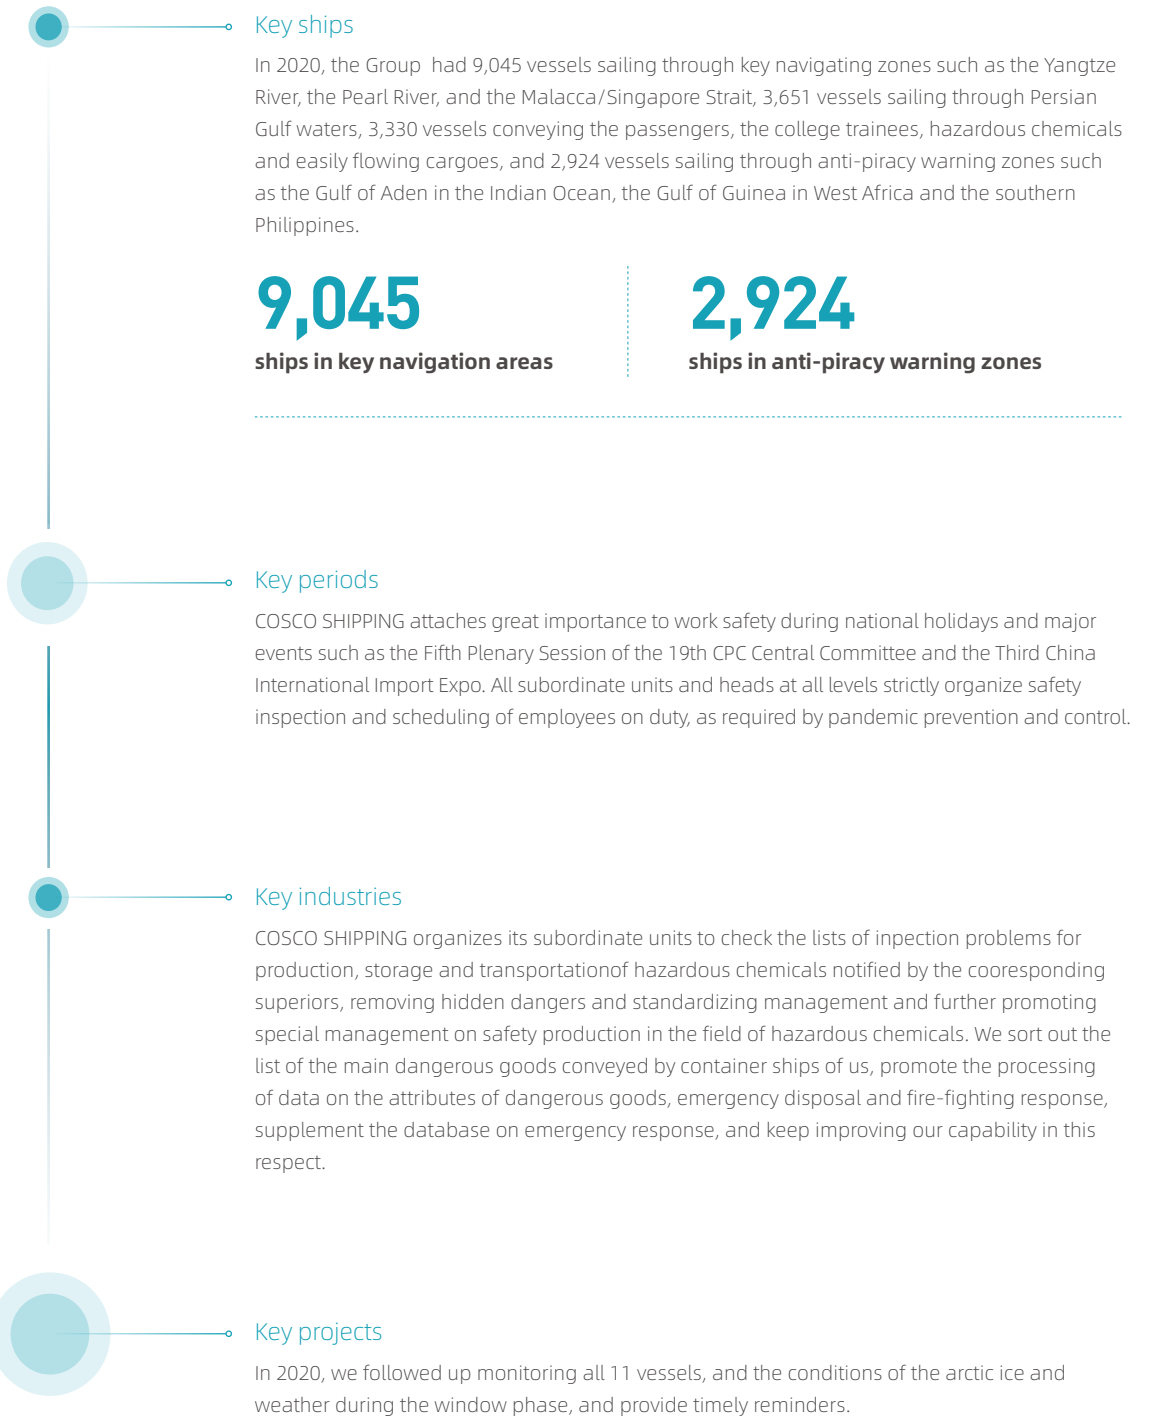 Key ships
In 2020, the Group had 9,045 vessels sailing through key navigating zones such as the Yangtze
River, the Pearl River, and the Malacca/Singapore Strait, 3,651 vessels sailing through Persian
Gulf waters, 3,330 vessels conveying the passengers, the college trainees, hazardous chemicals
and easily flowing cargoes, and 2,924 vessels sailing through anti-piracy warning zones such
as the Gulf of Aden in the Indian Ocean, the Gulf of Guinea in West Africa and the southern
Philippines.
9,045
ships in key navigation areas
2,924
ships in anti-piracy warning zones
Key periods
COSCO SHIPPING attaches great importance to work safety during national holidays and major
events such as the Fifth Plenary Session of the 19th CPC Central Committee and the Third China
International Import Expo. All subordinate units and heads at all levels strictly organize safety
inspection and scheduling of employees on duty, as required by pandemic prevention and control.
Key industries
COSCO SHIPPING organizes its subordinate units to check the lists of inpection problems for
production, storage and transportationof hazardous chemicals notified by the cooresponding
superiors, removing hidden dangers and standardizing management and further promoting
special management on safety production in the field of hazardous chemicals. We sort out the
list of the main dangerous goods conveyed by container ships of us, promote the processing
of data on the attributes of dangerous goods, emergency disposal and fire-fighting response,
supplement the database on emergency response, and keep improving our capability in this
respect.
Key projects
In 2020, we followed up monitoring all 11 vessels, and the conditions of the arctic ice and
weather during the window phase, and provide timely reminders.